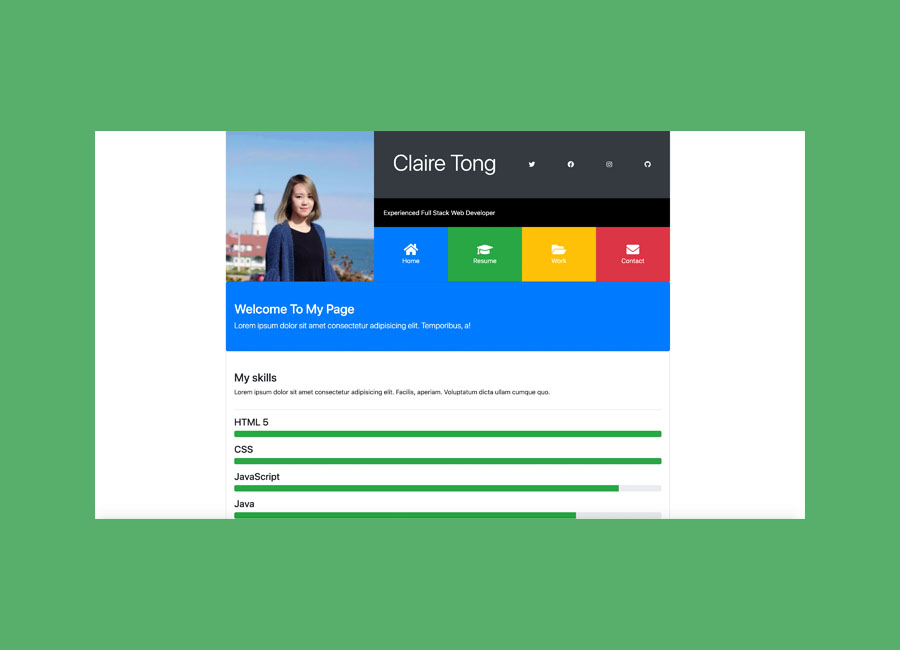 Claire Tong
Experienced Full Stack Web Developer
Home
Resume
Work
Contact
Welcome To My Page
Lorem ipsum dolor sit amet consectetur adipisicing elit. Temporibus, a!
My skills
Lorem ipsum dolor sit amet consectetur adipisicing elit. Facilis, aperiam. Voluptatum dicta ullam cumque quo.
HTML 5
CSS
JavaScript
Java